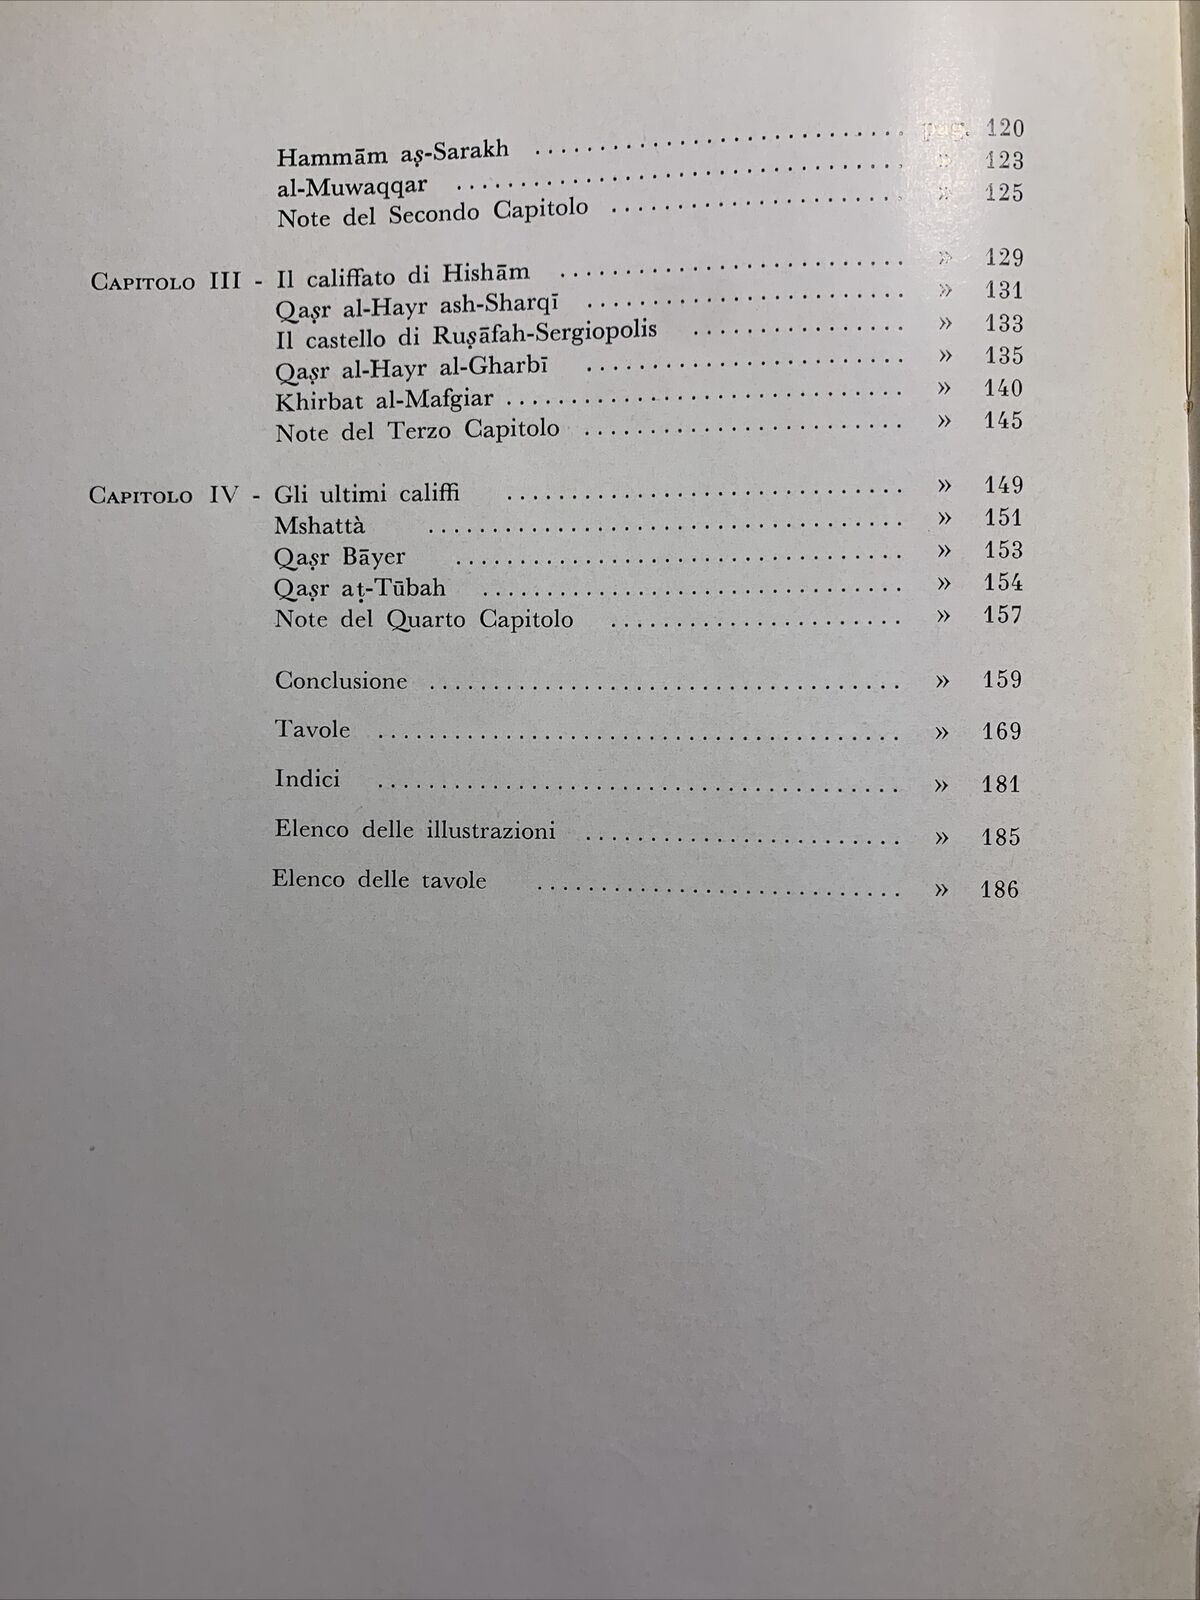 Hammām aṣ-Sarakh .............................. pag. 120
al-Muwaqqar .................................. » 123
Note del Secondo Capitolo ....................... » 125
Capitolo III - Il califfato di Hishām ........................... » 129
Qaṣr al-Hayr ash-Sharqī ......................... » 131
Il castello di Ruṣāfah-Sergiopolis ................. » 133
Qaṣr al-Hayr al-Gharbī ......................... » 135
Khirbat al-Mafgiar ................................ » 140
Note del Terzo Capitolo ......................... » 145
Capitolo IV - Gli ultimi califfi ............................... » 149
Mshattà ..................................... » 151
Qaṣr Bāyer ................................... » 153
Qaṣr aṭ-Tūbah ................................. » 154
Note del Quarto Capitolo ....................... » 157
Conclusione ..................................... » 159
Tavole ......................................... » 169
Indici ......................................... » 181
Elenco delle illustrazioni ......................... » 185
Elenco delle tavole ............................. » 186